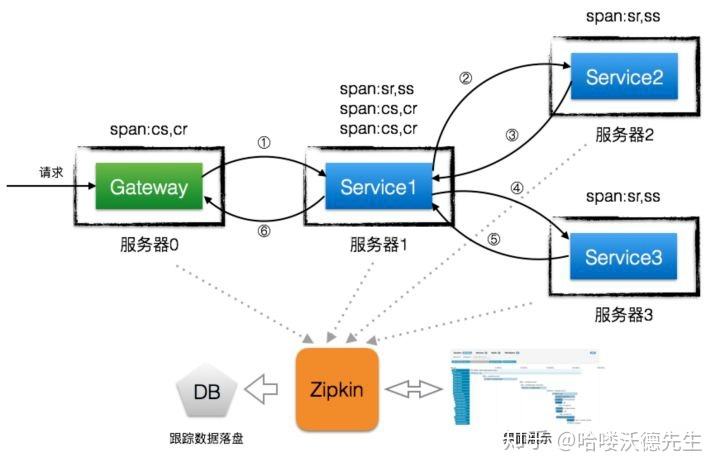 span:sr,ss
②
Service2
span:sr,ss
span:cs,cr
span:cs,cr
③
服务器2
span:cs,cr
①
请求
Gateway
Service1
④
span:sr,ss
⑥
⑤
服务器0
服务器1
Service3
服务器3
DB
Zipkin
跟踪数据落盘
知乎 @哈喽沃德先生